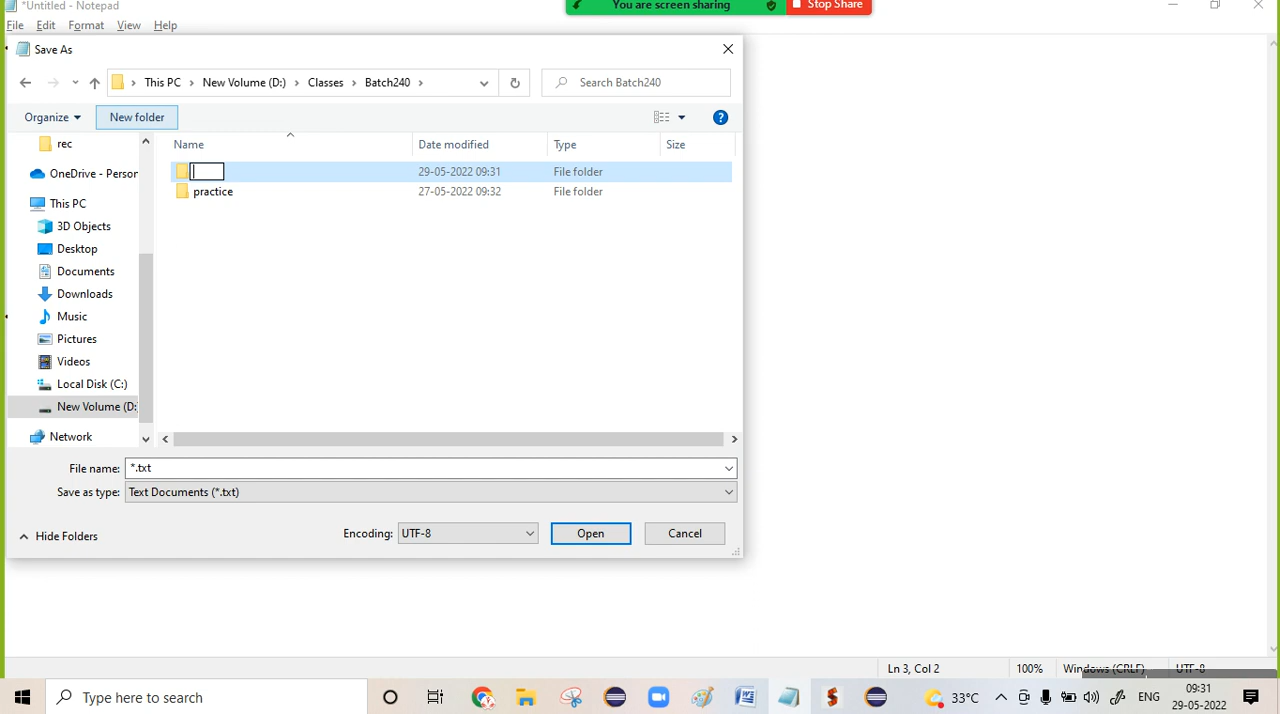 *Untitled - Notepad
You are screen sharing
Stop Share
File Edit Format View Help
Save As
This PC New Volume (D:) Classes Batch240
Search Batch240
Organize
New folder
Name Date modified Type Size
29-05-2022 09:31 File folder
practice 27-05-2022 09:32 File folder
rec
OneDrive - Person
This PC
3D Objects
Desktop
Documents
Downloads
Music
Pictures
Videos
Local Disk (C:)
New Volume (D:
Network
File name: *.txt
Save as type: Text Documents (*.txt)
Hide Folders
Encoding: UTF-8
Open
Cancel
Ln 3, Col 2 100% Windows (CRLF) UTF-8
Type here to search
33°C
ENG
09:31
29-05-2022